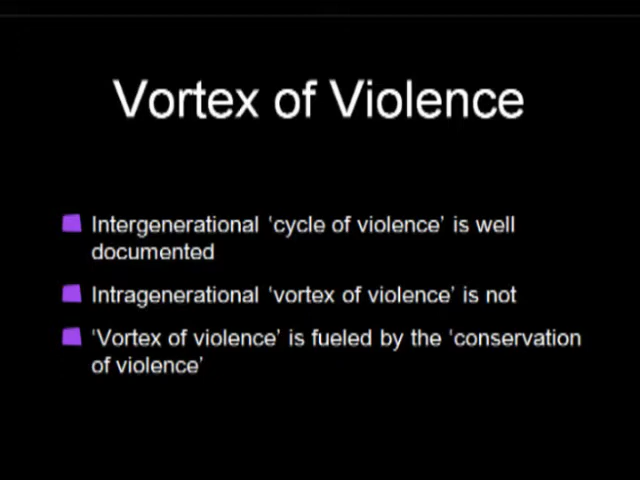 Vortex of Violence
Intergenerational ‘cycle of violence’ is well
documented
Intragenerational ‘vortex of violence’ is not
‘Vortex of violence’ is fueled by the ‘conservation
of violence’